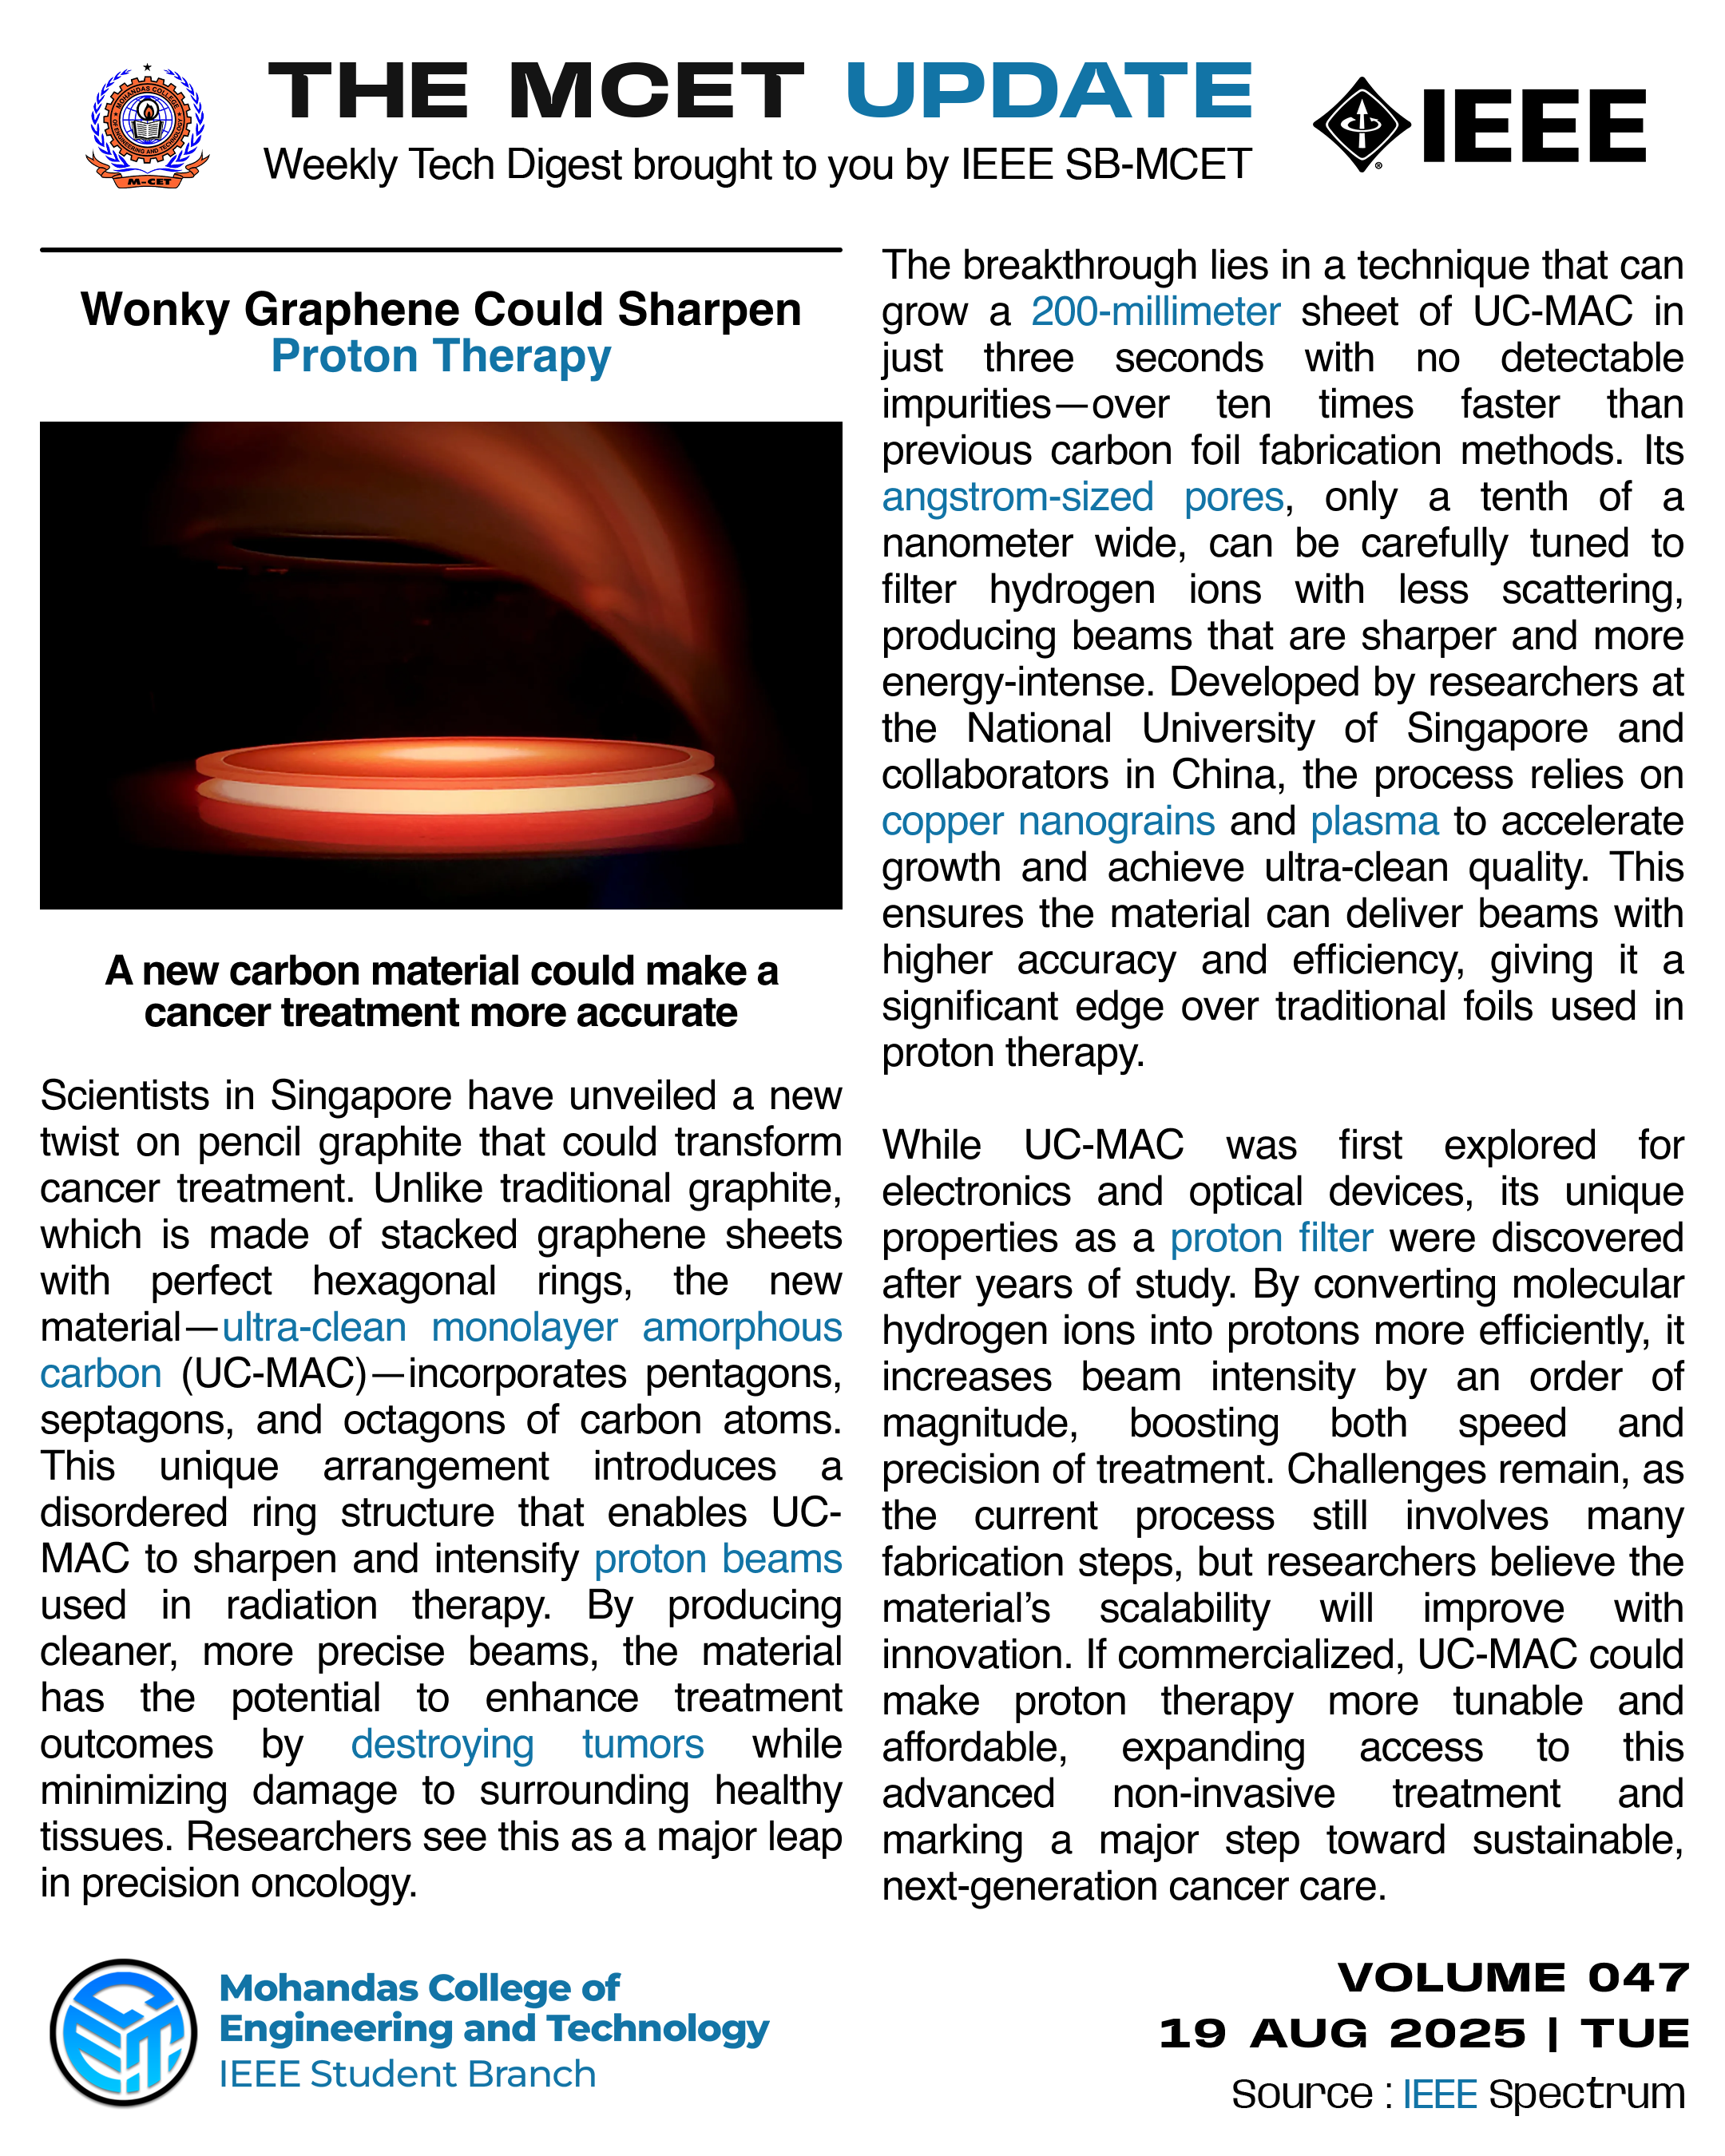 THE MCET UPDATE
Weekly Tech Digest brought to you by IEEE SB-MCET
MOHANDAS COLLEGE
OF ENGINEERING AND TECHNOLOGY
M-CET
IEEE
Wonky Graphene Could Sharpen
Proton Therapy
A new carbon material could make a
cancer treatment more accurate
Scientists in Singapore have unveiled a new
twist on pencil graphite that could transform
cancer treatment. Unlike traditional graphite,
which is made of stacked graphene sheets
with perfect hexagonal rings, the new
material—ultra-clean monolayer amorphous
carbon (UC-MAC)—incorporates pentagons,
septagons, and octagons of carbon atoms.
This unique arrangement introduces a
disordered ring structure that enables UC-
MAC to sharpen and intensify proton beams
used in radiation therapy. By producing
cleaner, more precise beams, the material
has the potential to enhance treatment
outcomes by destroying tumors while
minimizing damage to surrounding healthy
tissues. Researchers see this as a major leap
in precision oncology.
The breakthrough lies in a technique that can
grow a 200-millimeter sheet of UC-MAC in
just three seconds with no detectable
impurities—over ten times faster than
previous carbon foil fabrication methods. Its
angstrom-sized pores, only a tenth of a
nanometer wide, can be carefully tuned to
filter hydrogen ions with less scattering,
producing beams that are sharper and more
energy-intense. Developed by researchers at
the National University of Singapore and
collaborators in China, the process relies on
copper nanograins and plasma to accelerate
growth and achieve ultra-clean quality. This
ensures the material can deliver beams with
higher accuracy and efficiency, giving it a
significant edge over traditional foils used in
proton therapy.
While UC-MAC was first explored for
electronics and optical devices, its unique
properties as a proton filter were discovered
after years of study. By converting molecular
hydrogen ions into protons more efficiently, it
increases beam intensity by an order of
magnitude, boosting both speed and
precision of treatment. Challenges remain, as
the current process still involves many
fabrication steps, but researchers believe the
material’s scalability will improve with
innovation. If commercialized, UC-MAC could
make proton therapy more tunable and
affordable, expanding access to this
advanced non-invasive treatment and
marking a major step toward sustainable,
next-generation cancer care.
Mohandas College of
Engineering and Technology
IEEE Student Branch
VOLUME 047
19 AUG 2025 | TUE
Source : IEEE Spectrum